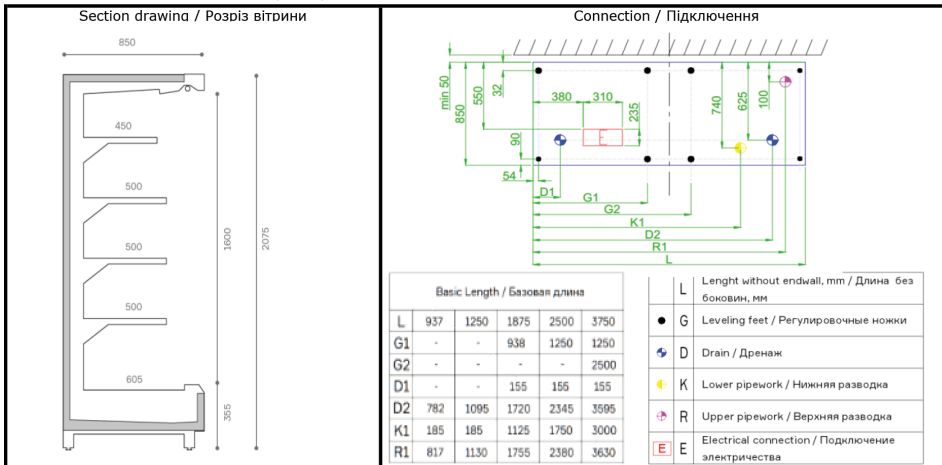 Section drawing / Розріз вітрини
850
450
500
500
500
605
1600
2075
355
Connection / Підключення
min 50
850
550
32
380
310
235
740
625
100
90
E
54
D1
G1
G2
K1
D2
R1
L
Basic Length / Базовая длина
L 937 1250 1875 2500 3750
G1 - - 938 1250 1250
G2 - - - - 2500
D1 - - 155 155 155
D2 782 1095 1720 2345 3595
K1 185 185 1125 1750 3000
R1 817 1130 1755 2380 3630
L Lenght without endwall, mm / Длина без
боковин, мм
G Leveling feet / Регулировочные ножки
D Drain / Дренаж
K Lower pipework / Нижняя разводка
R Upper pipework / Верхняя разводка
E E Electrical connection / Подключение
электричества